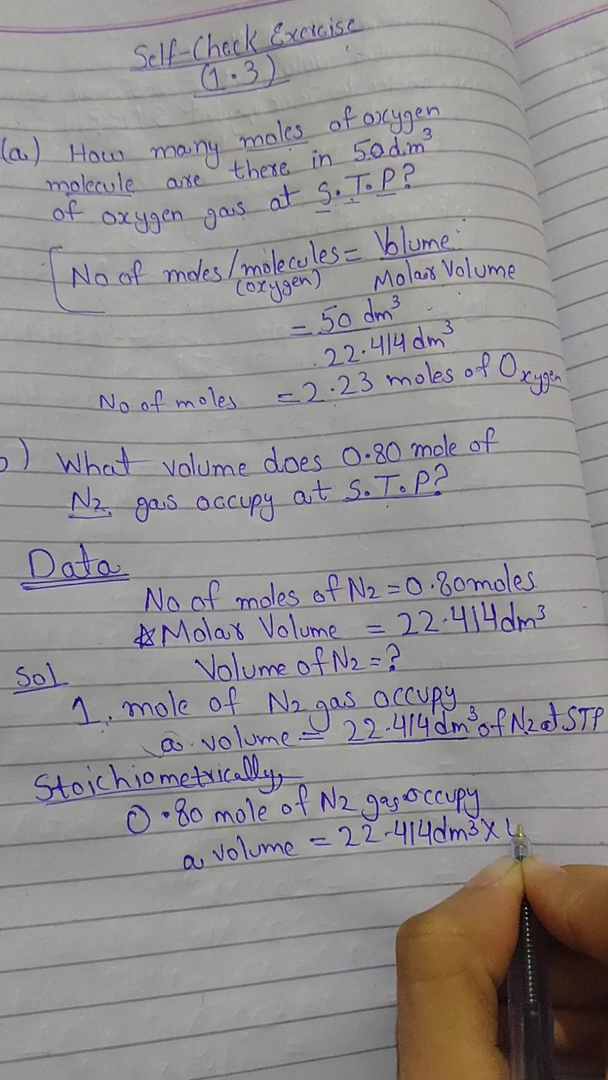 Self-Check Exercise
(1.3)
(a) How many moles of oxygen
molecule are there in 50dm³
of oxygen gas at S.T.P?
No of moles/molecules = Volume
(oxygen) Molar Volume
= 50 dm³
22.414 dm³
No of moles = 2.23 moles of Oxygen
) What volume does 0.80 mole of
N₂ gas occupy at S.T.P?
Data
No of moles of N₂ = 0.80moles
Molar Volume = 22.414dm³
Sol Volume of N₂ = ?
1. mole of N₂ gas occupy
a volume = 22.414dm³ of N₂ at STP
Stoichiometrically,
0.80 mole of N₂ gas occupy
a volume = 22.414dm³ x